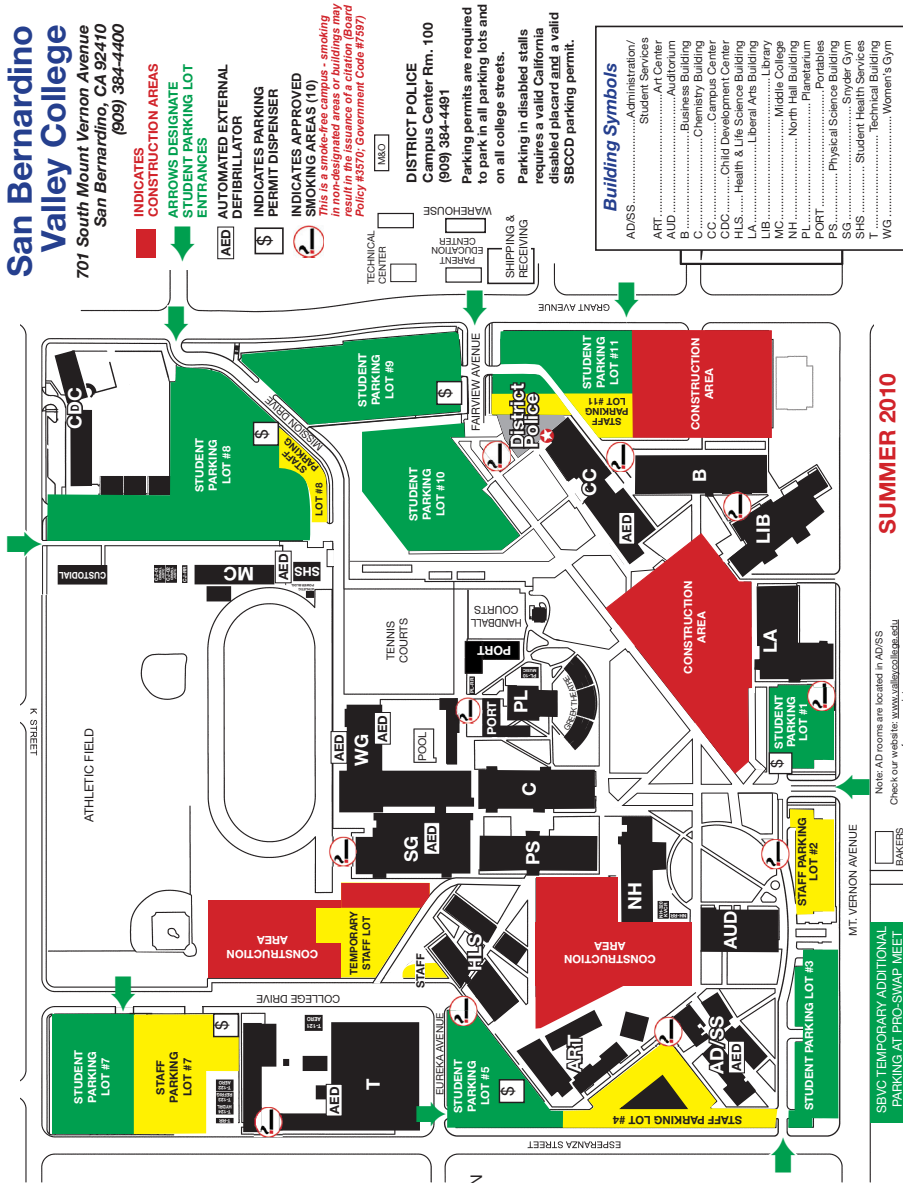 San Bernardino
Valley College
701 South Mount Vernon Avenue
San Bernardino, CA 92410
(909) 384-4400
INDICATES
CONSTRUCTION AREAS
ARROWS DESIGNATE
STUDENT PARKING LOT
ENTRANCES
AED
AUTOMATED EXTERNAL
DEFIBRILLATOR
$
INDICATES PARKING
PERMIT DISPENSER
INDICATES APPROVED
SMOKING AREAS (10)
This is a smoke-free campus - smoking
in non-designated areas or buildings may
result in the issuance of a citation (Board
Policy #3570; Government Code #7597)
M&O
DISTRICT POLICE
Campus Center Rm. 100
(909) 384-4491
Parking permits are required
to park in all parking lots and
on all college streets.
Parking in disabled stalls
requires a valid California
disabled placard and a valid
SBCCD parking permit.
Building Symbols
AD/SS Administration/
Student Services
ART Art Center
AUD Auditorium
B Business Building
C Chemistry Building
CC Campus Center
CDC Child Development Center
HLS Health & Life Science Building
LA Liberal Arts Building
LIB Library
MC Middle College
NH North Hall Building
PL Planetarium
PORT Portables
PS Physical Science Building
SG Snyder Gym
SHS Student Health Services
T Technical Building
WG Women's Gym
TECHNICAL
CENTER
PARENT
EDUCATION
CENTER
WAREHOUSE
SHIPPING &
RECEIVING
GRANT AVENUE
CDC
STUDENT
PARKING
LOT #8
MISSION DRIVE
STAFF
PARKING
LOT #8
$
STUDENT
PARKING
LOT #9
$
FAIRVIEW AVENUE
STUDENT
PARKING
LOT #10
District
Police
STAFF
PARKING
LOT #11
STUDENT
PARKING
LOT #11
CONSTRUCTION
AREA
CC
AED
B
LIB
CUSTODIAL
MC
AED
SHS
K STREET
ATHLETIC FIELD
TENNIS
COURTS
HANDBALL
COURTS
PORT
PORT
PL
GREEK THEATRE
CONSTRUCTION
AREA
LA
STUDENT
PARKING
LOT #1
$
AED
WG
AED
POOL
C
SG
AED
PS
NH
CONSTRUCTION
AREA
TEMPORARY
STAFF LOT
STAFF
HLS
CONSTRUCTION
AREA
AUD
STAFF PARKING
LOT #2
MT. VERNON AVENUE
COLLEGE DRIVE
STUDENT
PARKING
LOT #7
STAFF
PARKING
LOT #7
$
T-121
AERO
AED
T
EUREKA AVENUE
STUDENT
PARKING
LOT #5
$
ART
AD/SS
AED
STAFF PARKING LOT #4
STUDENT PARKING LOT #3
ESPERANZA STREET
N
SUMMER 2010
Note: AD rooms are located in AD/SS
Check our website: www.valleycollege.edu
BAKERS
SBVC TEMPORARY ADDITIONAL
PARKING AT PRO-SWAP MEET